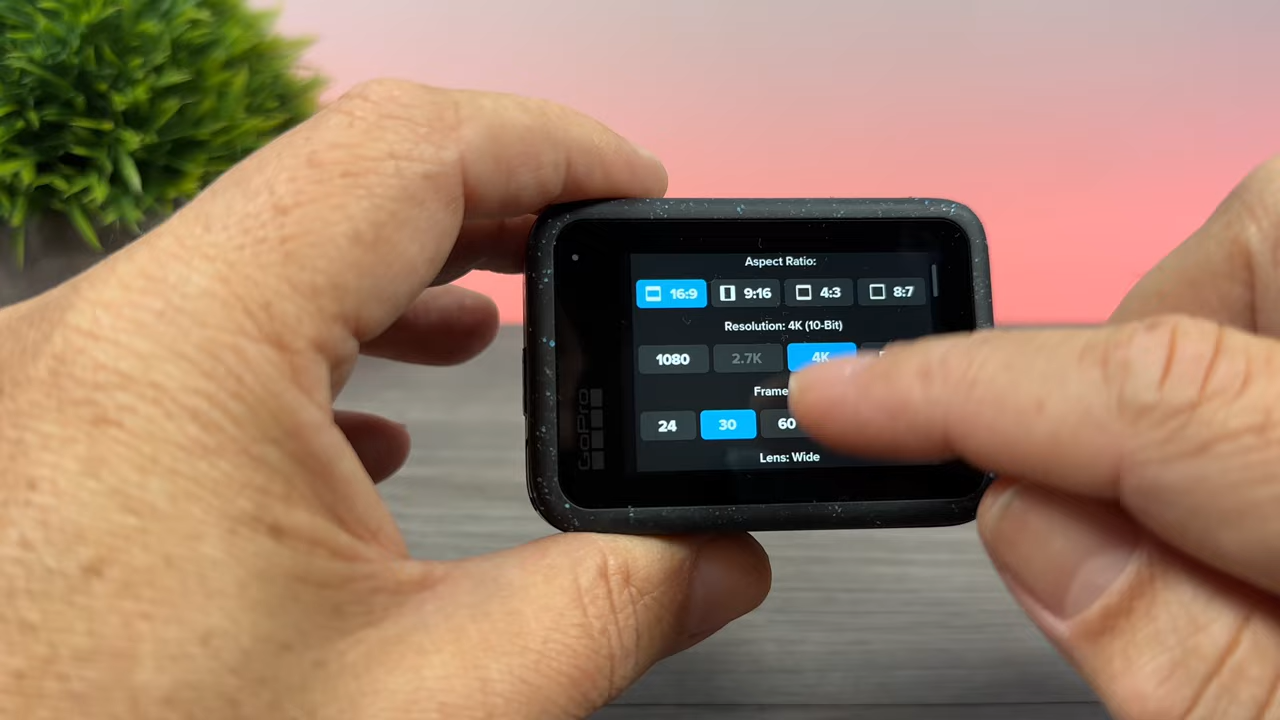 Aspect Ratio:
16:9 9:16 4:3 8:7
Resolution: 4K (10-Bit)
1080 2.7K 4K
Frame
24 30 60
Lens: Wide
GoPro